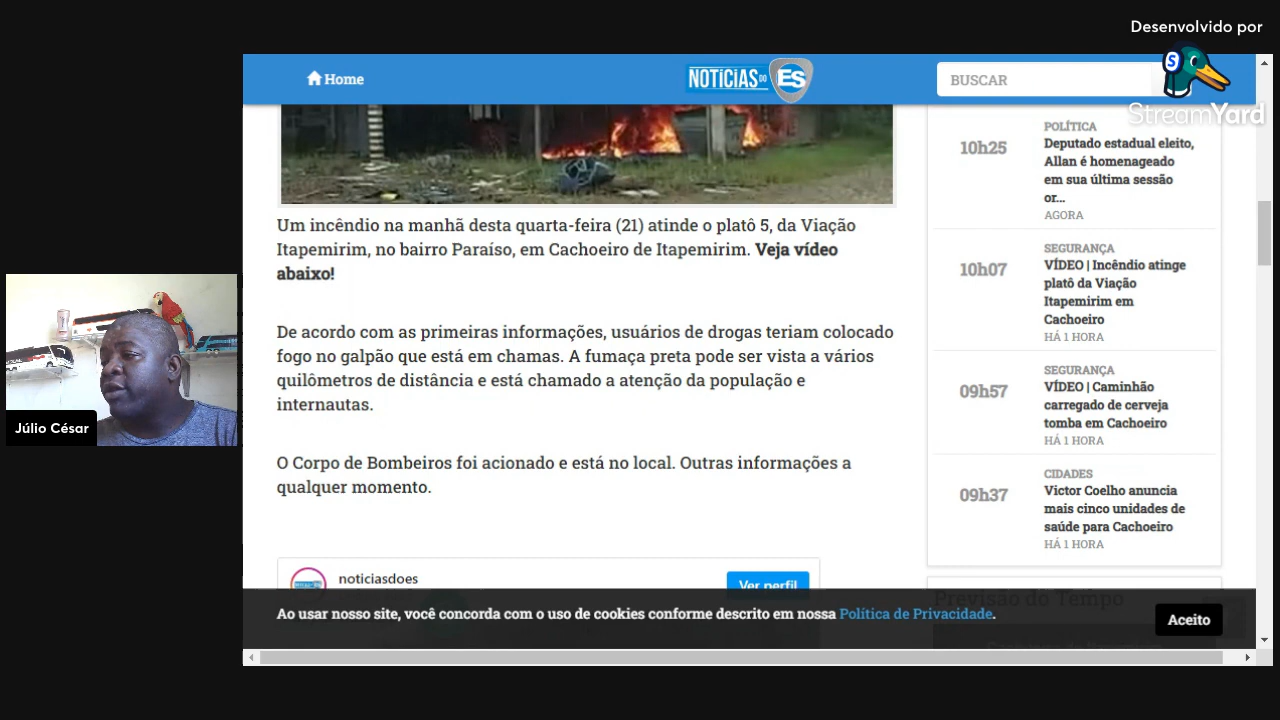 Desenvolvido por
StreamYard
Home
NOTÍCIAS DO ES
BUSCAR
Um incêndio na manhã desta quarta-feira (21) atinde o platô 5, da Viação
Itapemirim, no bairro Paraíso, em Cachoeiro de Itapemirim. Veja vídeo
abaixo!
De acordo com as primeiras informações, usuários de drogas teriam colocado
fogo no galpão que está em chamas. A fumaça preta pode ser vista a vários
quilômetros de distância e está chamado a atenção da população e
internautas.
O Corpo de Bombeiros foi acionado e está no local. Outras informações a
qualquer momento.
noticiasdoes
Ver perfil
10h25
POLÍTICA
Deputado estadual eleito,
Allan é homenageado
em sua última sessão
or...
AGORA
10h07
SEGURANÇA
VÍDEO | Incêndio atinge
platô da Viação
Itapemirim em
Cachoeiro
HÁ 1 HORA
09h57
SEGURANÇA
VÍDEO | Caminhão
carregado de cerveja
tomba em Cachoeiro
HÁ 1 HORA
09h37
CIDADES
Victor Coelho anuncia
mais cinco unidades de
saúde para Cachoeiro
HÁ 1 HORA
Previsão do Tempo
Ao usar nosso site, você concorda com o uso de cookies conforme descrito em nossa Política de Privacidade.
Aceito
Júlio César